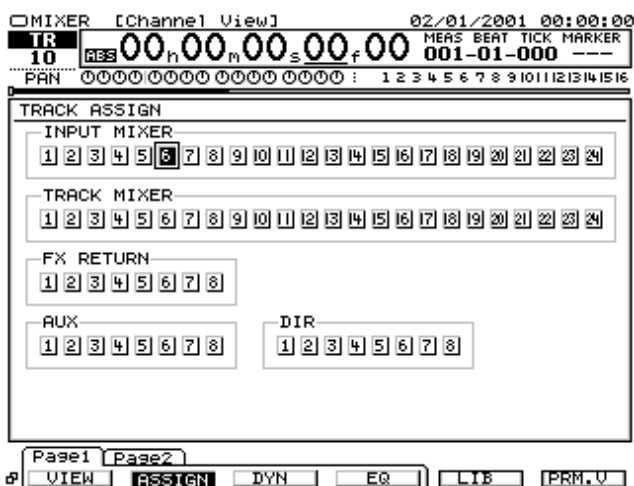 MIXER [Channel View] 02/01/2001 00:00:00
TR ABS 00h00m00s00f00 MEAS BEAT TICK MARKER
10 001-01-000 ---
PAN 1 2 3 4 5 6 7 8 9 10 11 12 13 14 15 16
TRACK ASSIGN
INPUT MIXER
1 2 3 4 5 6 7 8 9 10 11 12 13 14 15 16 17 18 19 20 21 22 23 24
TRACK MIXER
1 2 3 4 5 6 7 8 9 10 11 12 13 14 15 16 17 18 19 20 21 22 23 24
FX RETURN
1 2 3 4 5 6 7 8
AUX DIR
1 2 3 4 5 6 7 8 1 2 3 4 5 6 7 8
Page1 Page2
VIEW ASSIGN DYN EQ LIB PRM.V